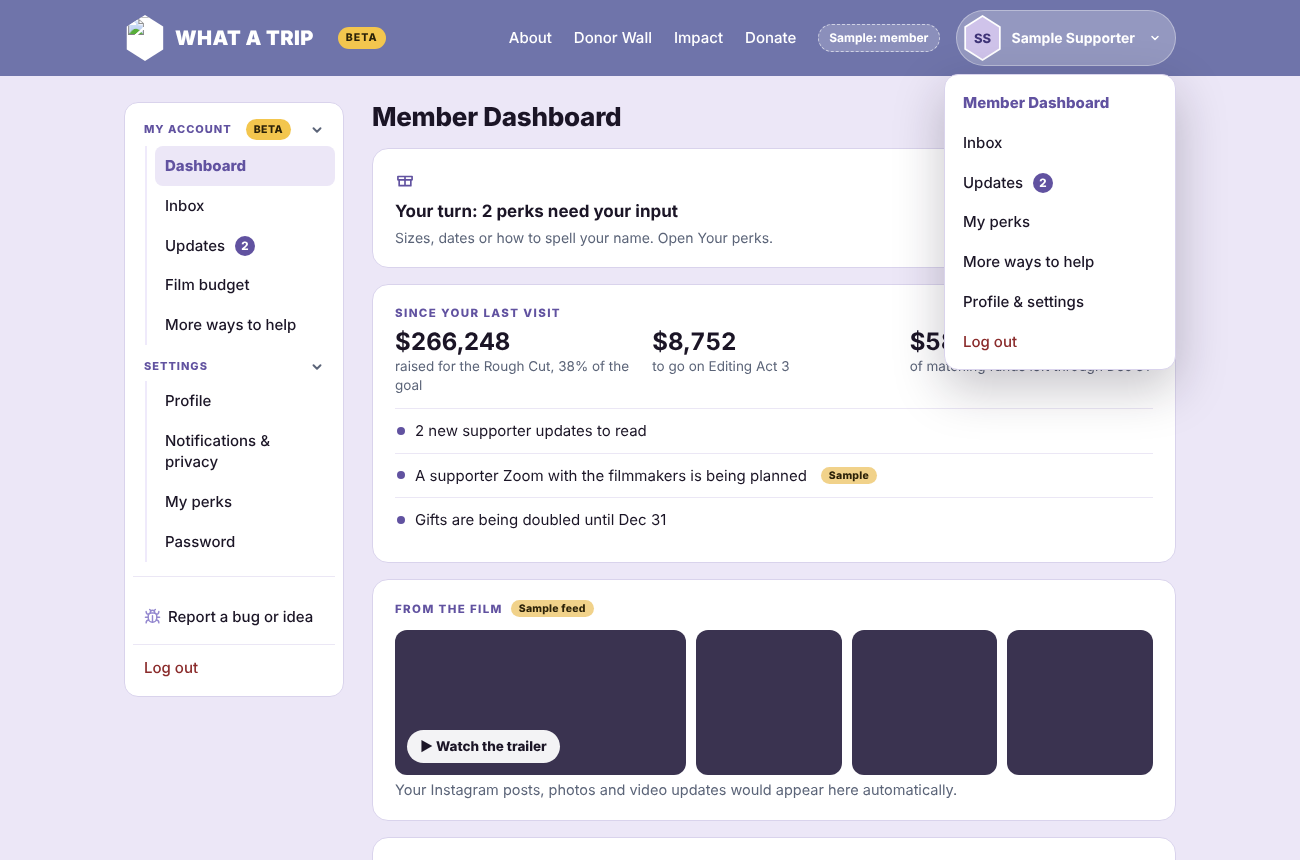 WHAT A TRIP
BETA
About
Donor Wall
Impact
Donate
Sample: member
SS
Sample Supporter
Member Dashboard
Inbox
Updates 2
My perks
More ways to help
Profile & settings
Log out
MY ACCOUNT BETA
Dashboard
Inbox
Updates 2
Film budget
More ways to help
SETTINGS
Profile
Notifications &
privacy
My perks
Password
Report a bug or idea
Log out
Member Dashboard
Your turn: 2 perks need your input
Sizes, dates or how to spell your name. Open Your perks.
SINCE YOUR LAST VISIT
$266,248
raised for the Rough Cut, 38% of the
goal
$8,752
to go on Editing Act 3
2 new supporter updates to read
A supporter Zoom with the filmmakers is being planned Sample
Gifts are being doubled until Dec 31
FROM THE FILM Sample feed
Watch the trailer
Your Instagram posts, photos and video updates would appear here automatically.